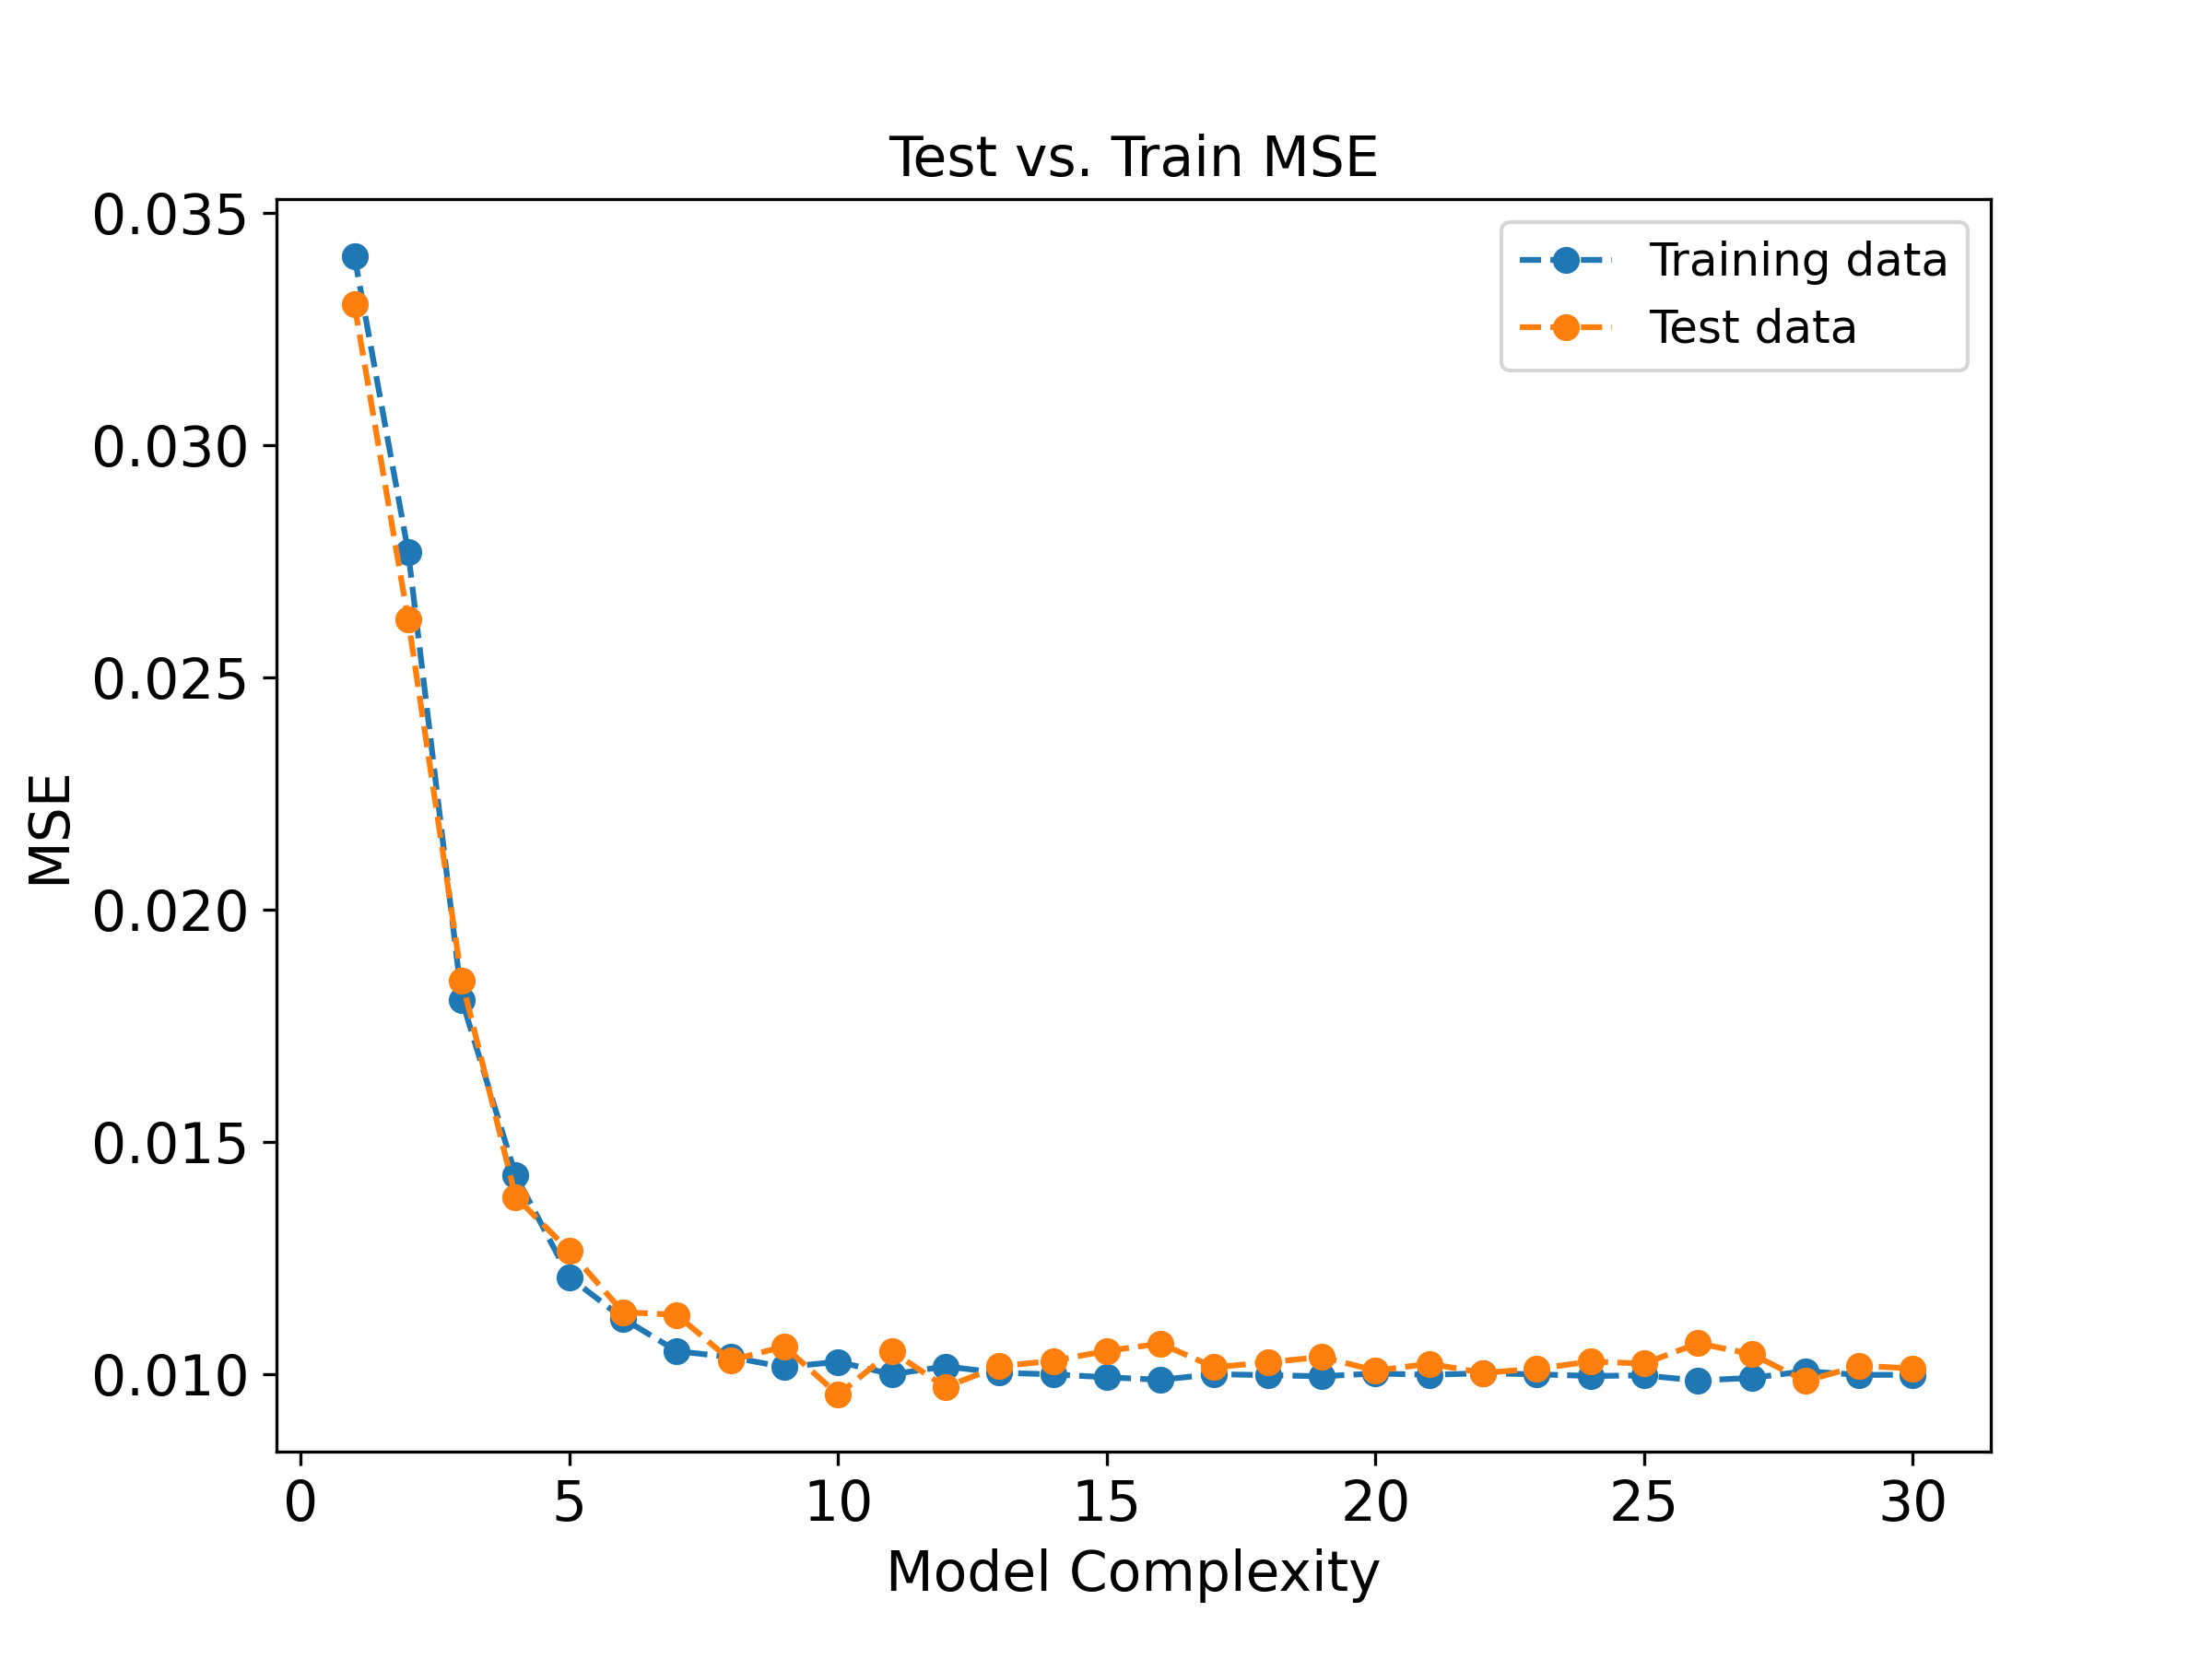 Test vs. Train MSE
Training data
Test data
0.035
0.030
0.025
0.020
0.015
0.010
MSE
0 5 10 15 20 25 30
Model Complexity